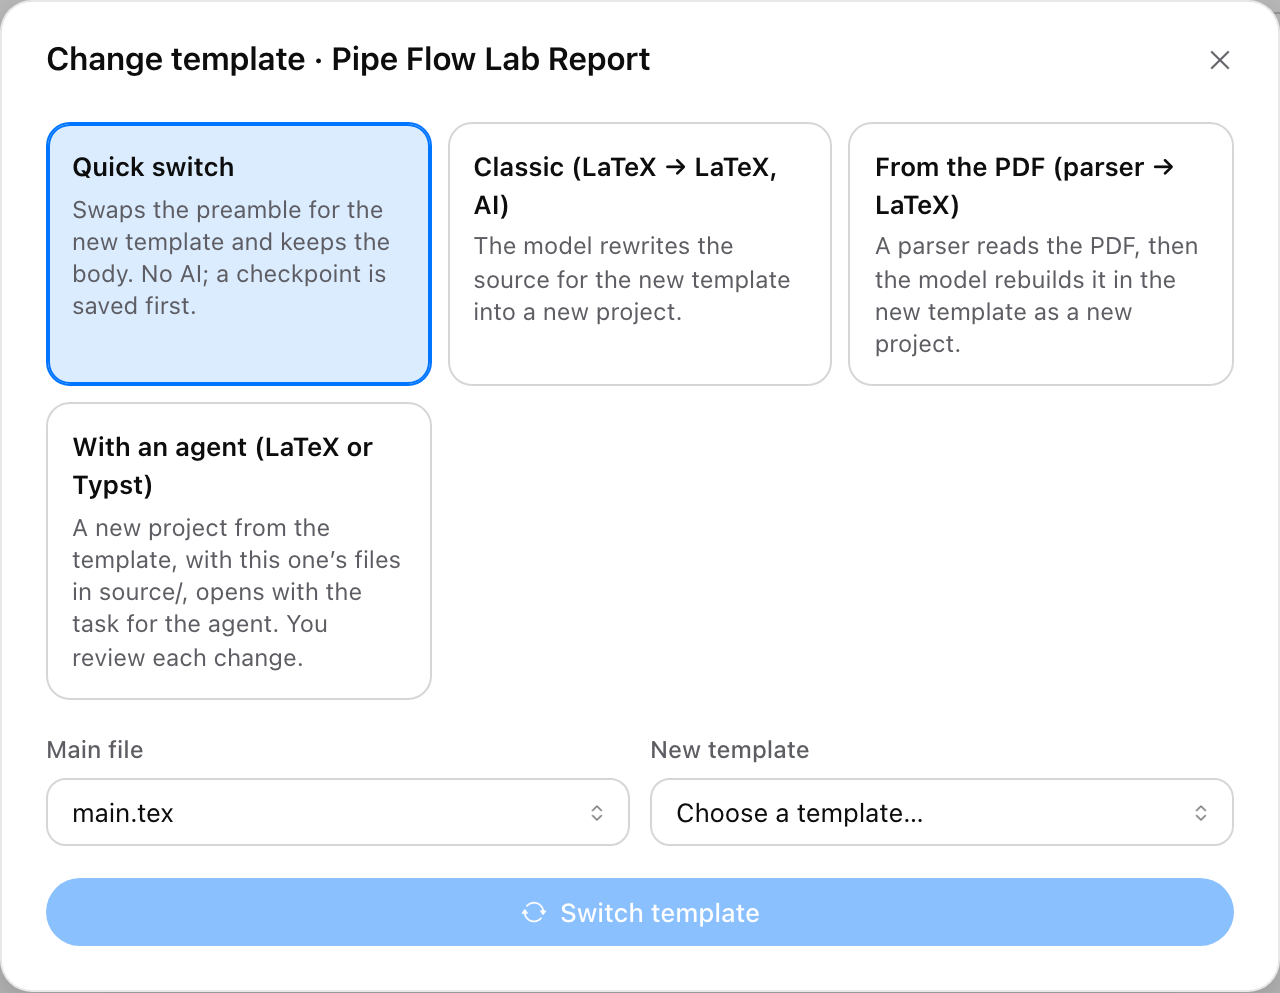 Change template · Pipe Flow Lab Report
Quick switch
Swaps the preamble for the
new template and keeps the
body. No AI; a checkpoint is
saved first.
Classic (LaTeX → LaTeX,
AI)
The model rewrites the
source for the new template
into a new project.
From the PDF (parser →
LaTeX)
A parser reads the PDF, then
the model rebuilds it in the
new template as a new
project.
With an agent (LaTeX or
Typst)
A new project from the
template, with this one’s files
in source/, opens with the
task for the agent. You
review each change.
Main file
main.tex
New template
Choose a template…
Switch template